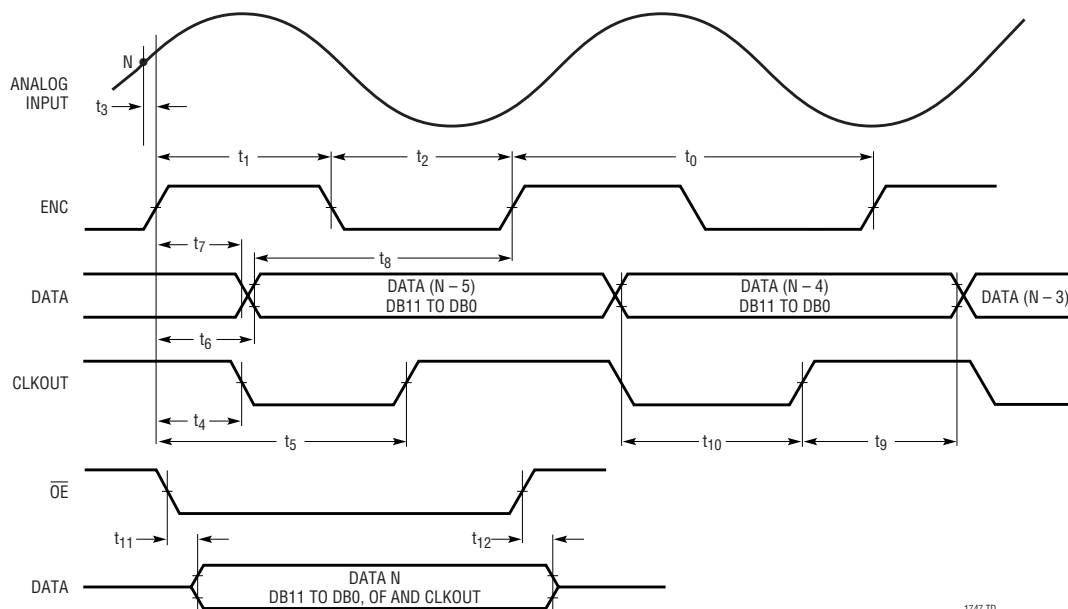 N
ANALOG
INPUT
t3
t1
t2
t0
ENC
t7
t8
DATA
DATA (N – 5)
DB11 TO DB0
DATA (N – 4)
DB11 TO DB0
DATA (N – 3)
t6
CLKOUT
t4
t5
t10
t9
OE
t11
t12
DATA
DATA N
DB11 TO DB0, OF AND CLKOUT
1747 TD